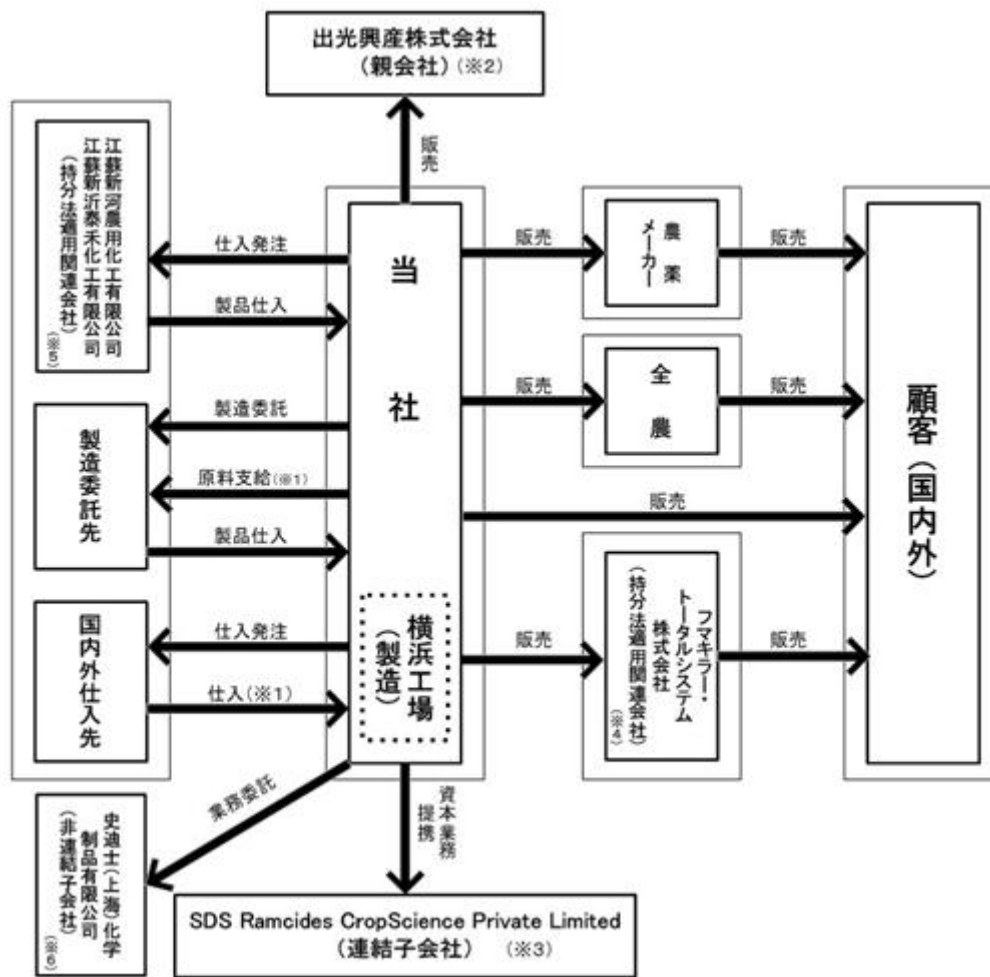 出光興産株式会社
（親会社）（※2）
販売
江蘇新河農用化工有限公司
江蘇新沂泰禾化工有限公司
（持分法適用関連会社）
（※5）
仕入発注
製品仕入
製造委託先
製造委託
原料支給（※1）
製品仕入
国内外仕入先
仕入発注
仕入（※1）
当社
横浜工場
（製造）
販売
農薬
メーカー
販売
販売
全農
販売
販売
販売
フマキラー・
トータルシステム
株式会社
（持分法適用関連会社）
（※4）
販売
顧客（国内外）
業務委託
史迪士（上海）化学
制品有限公司
（非連結子会社）
（※6）
資本業務
提携
SDS Ramcides CropScience Private Limited
（連結子会社）　（※3）